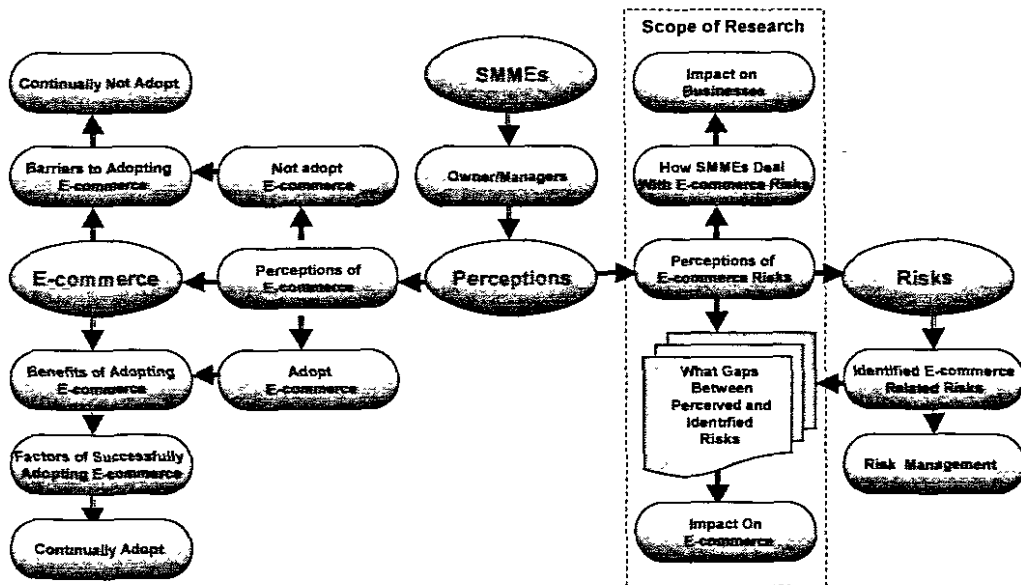 Scope of Research
Continually Not Adopt
SMMEs
Impact on
Businesses
Barriers to Adopting
E-commerce
Not adopt
E-commerce
Owner/Managers
How SMMEs Deal
With E-commerce Risks
E-commerce
Perceptions of
E-commerce
Perceptions
Perceptions of
E-commerce Risks
Risks
Benefits of Adopting
E-commerce
Adopt
E-commerce
What Gaps
Between
Percerved and
Identified
Risks
Identified E-commerce
Related Risks
Factors of Successfully
Adopting E-commerce
Risk Management
Continually Adopt
Impact On
E-commerce